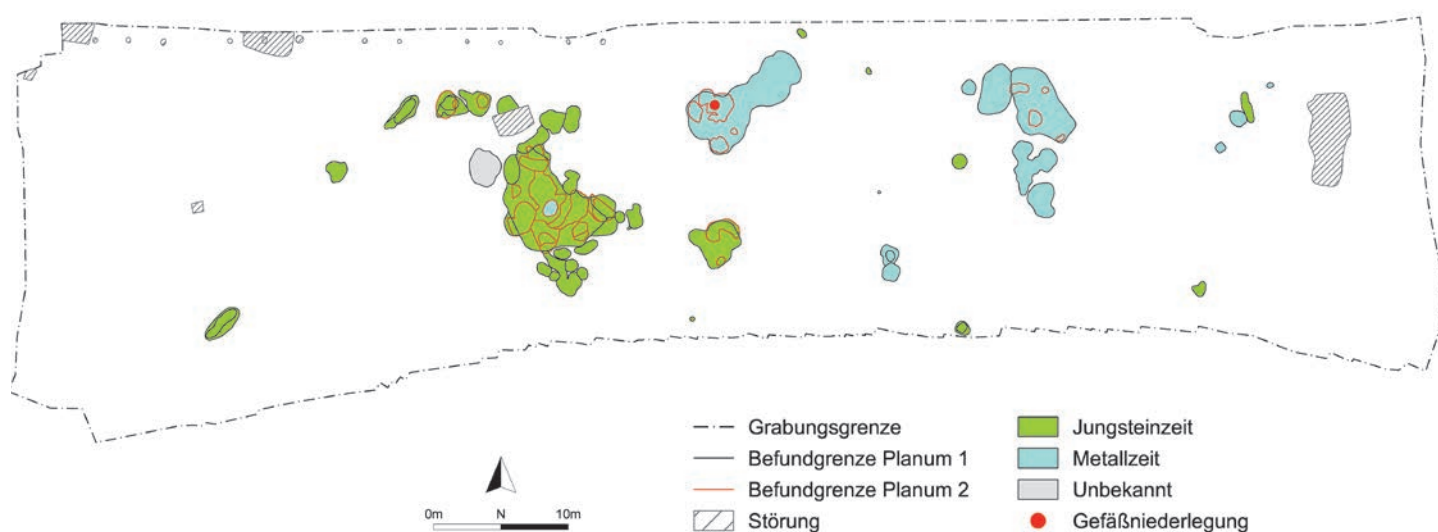 Grabungsgrenze
Befundgrenze Planum 1
Befundgrenze Planum 2
Störung
Jungsteinzeit
Metallzeit
Unbekannt
Gefäßniederlegung
0m N 10m